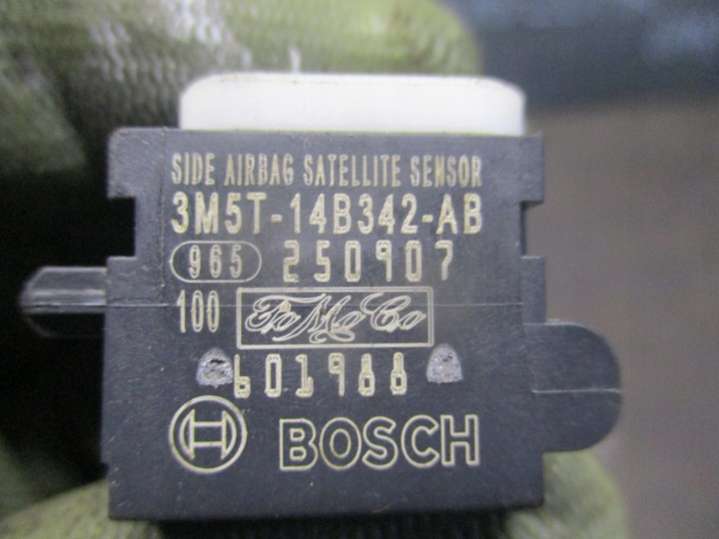 SIDE AIRBAG SATELLITE SENSOR
3M5T-14B342-AB
965 250907
100 FoMoCo
601988
BOSCH